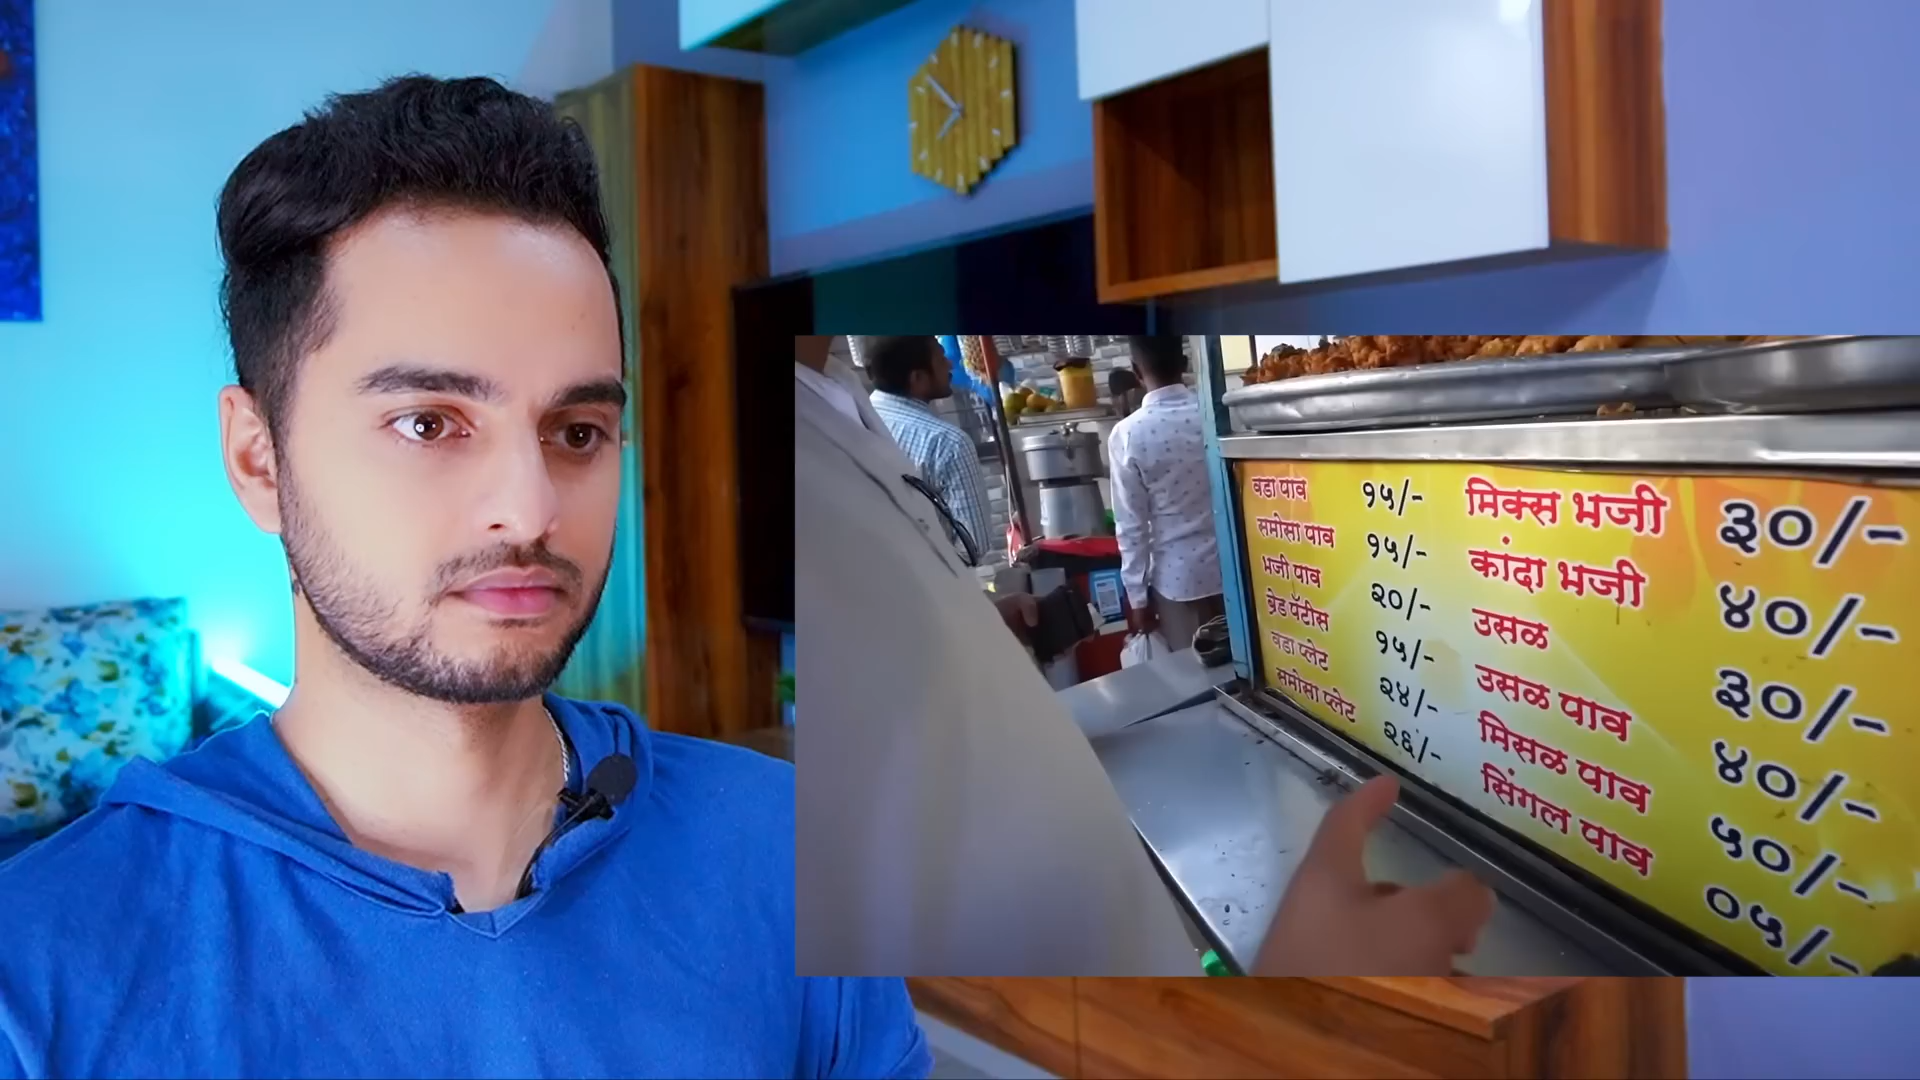 वडा पाव १५/-
समोसा पाव १५/-
भजी पाव २०/-
ब्रेड पॅटीस १५/-
वडा प्लेट २४/-
समोसा प्लेट २६/-
मिक्स भजी ३०/-
कांदा भजी ४०/-
उसळ ३०/-
उसळ पाव ४०/-
मिसळ पाव ५०/-
सिंगल पाव ०५/-